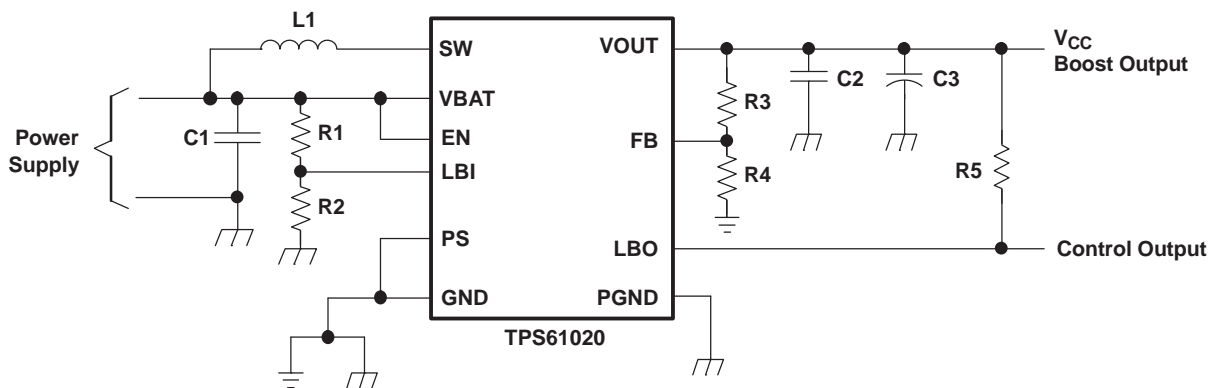 L1
SW
VOUT
VCC
Boost Output
Power
Supply
C1
R1
R2
VBAT
EN
LBI
PS
GND
R3
C2
C3
FB
R4
R5
LBO
Control Output
PGND
TPS61020